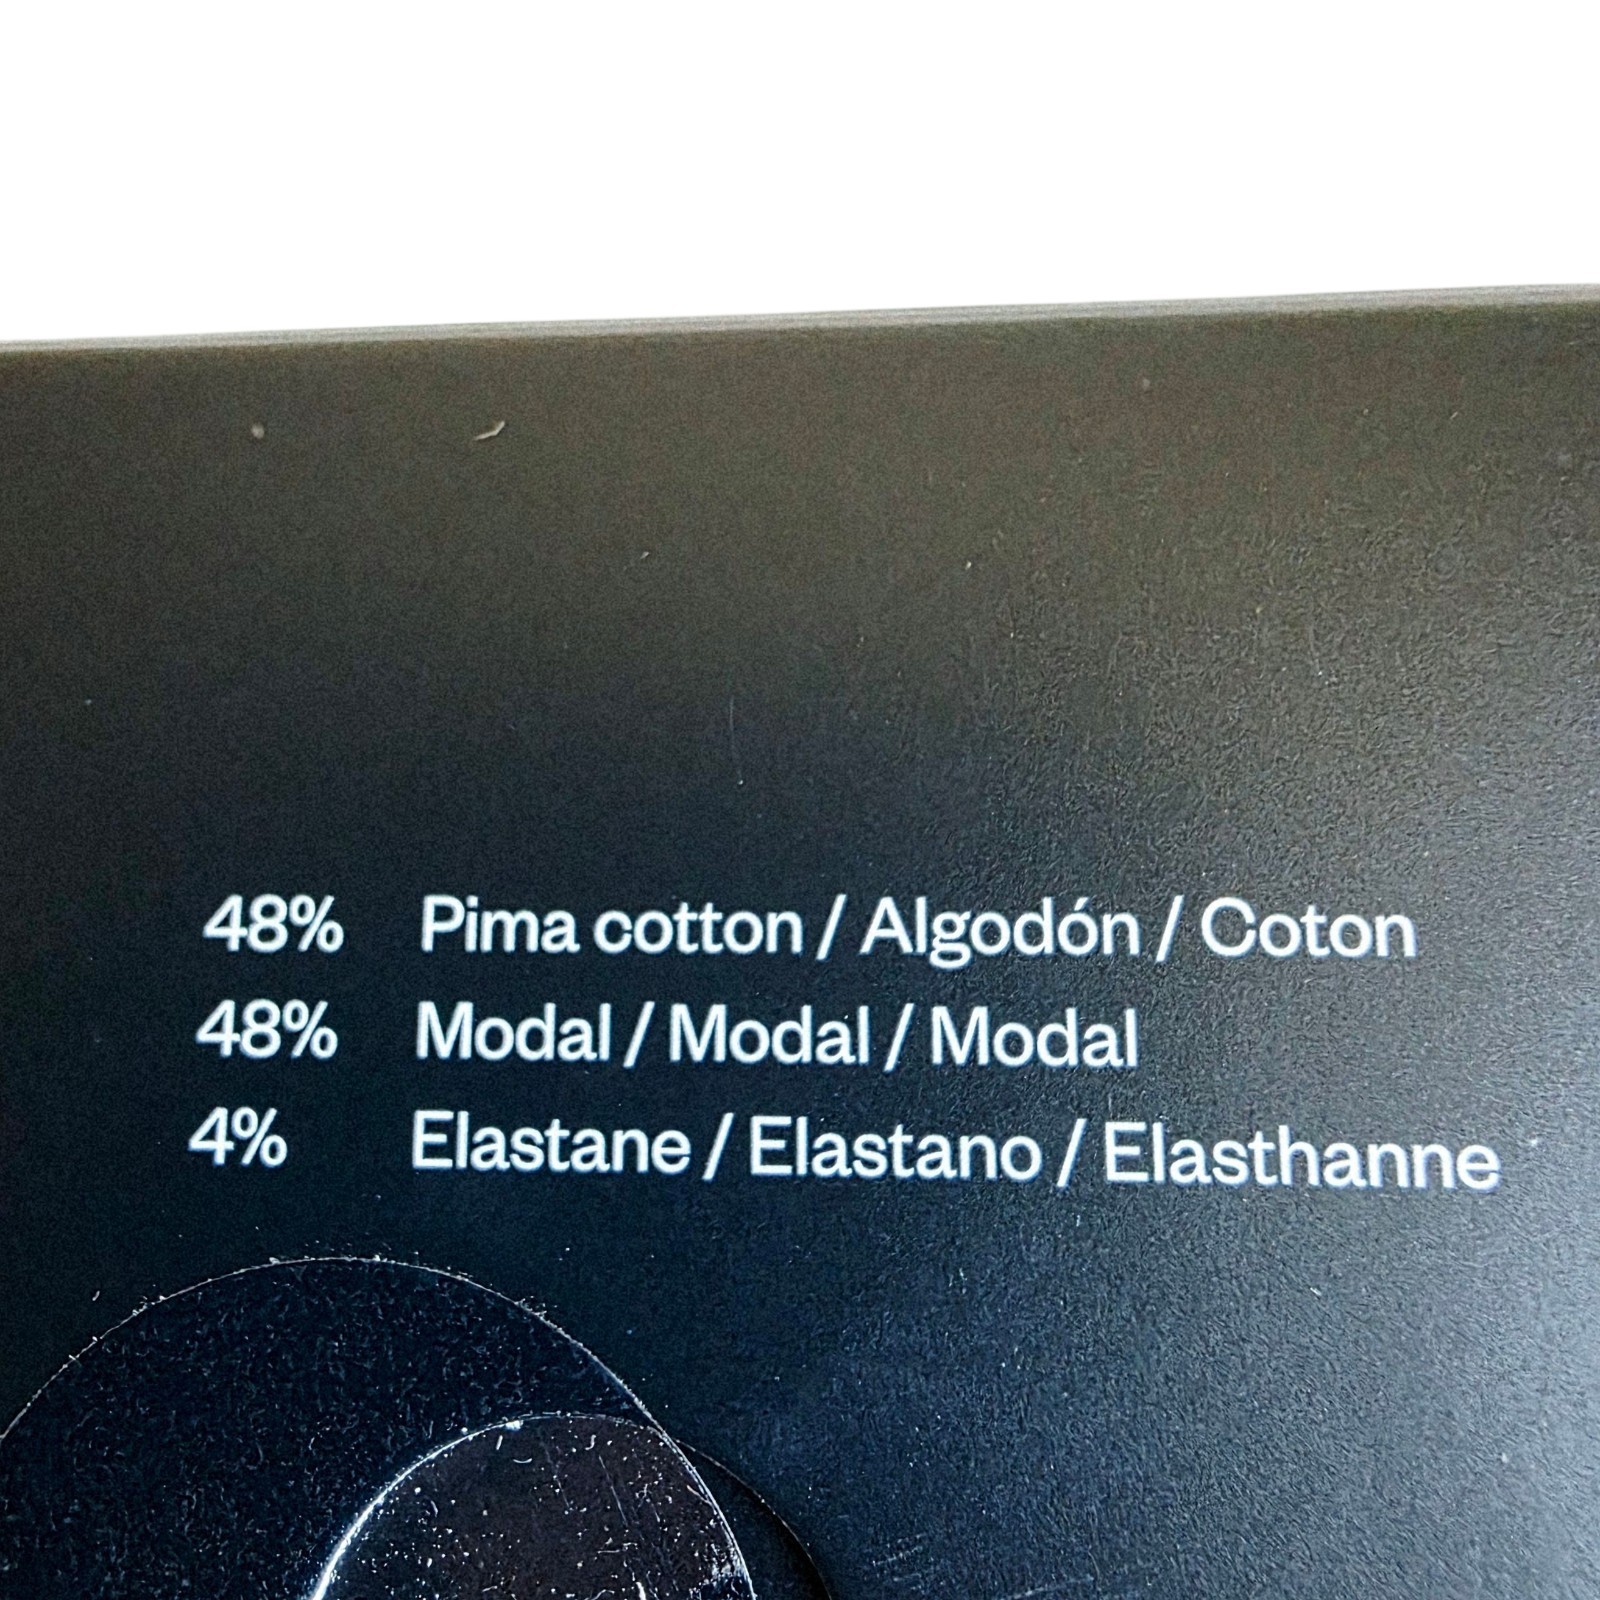 48% Pima cotton / Algodón / Coton
48% Modal / Modal / Modal
4% Elastane / Elastano / Elasthanne